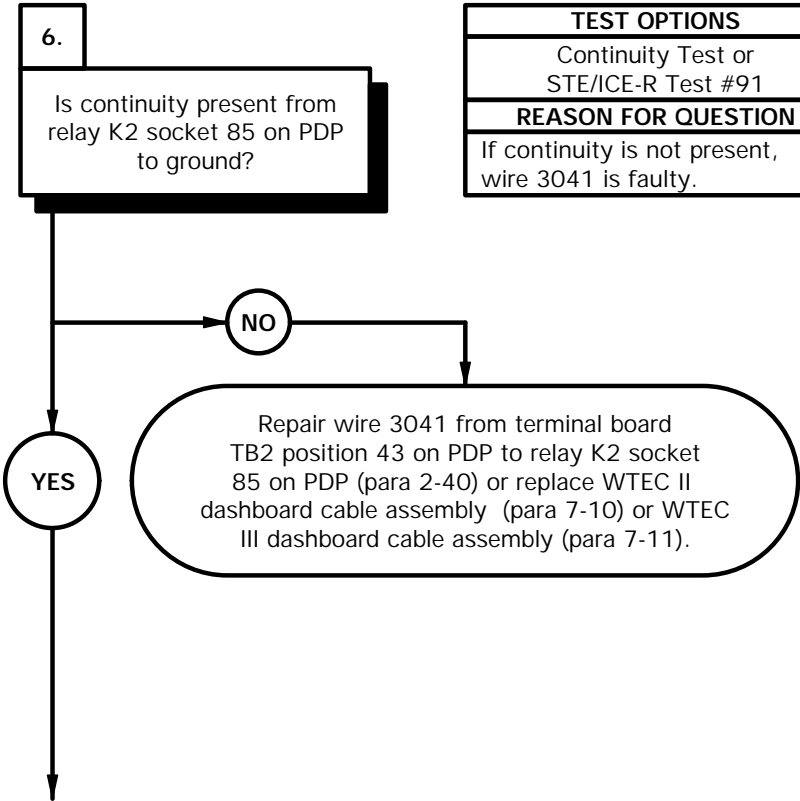 6.
Is continuity present from
relay K2 socket 85 on PDP
to ground?
TEST OPTIONS
Continuity Test or
STE/ICE-R Test #91
REASON FOR QUESTION
If continuity is not present,
wire 3041 is faulty.
NO
YES
Repair wire 3041 from terminal board
TB2 position 43 on PDP to relay K2 socket
85 on PDP (para 2-40) or replace WTEC II
dashboard cable assembly (para 7-10) or WTEC
III dashboard cable assembly (para 7-11).